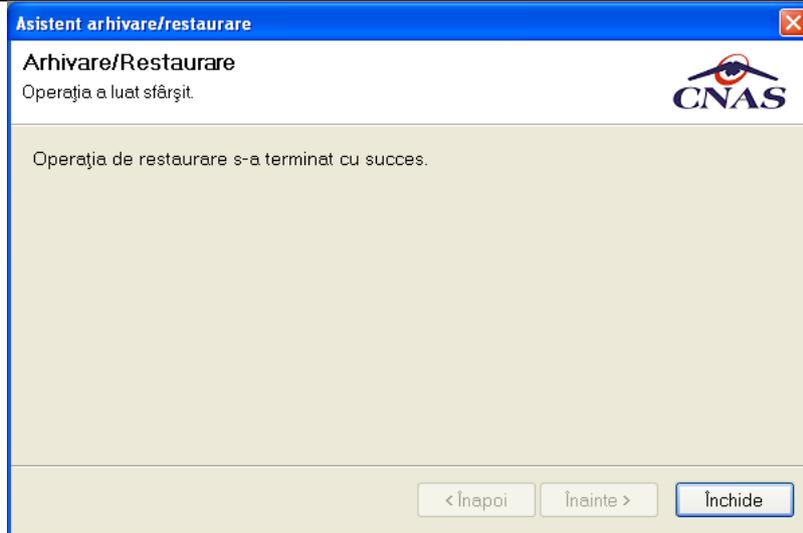 Asistent arhivare/restaurare
Arhivare/Restaurare
Operaţia a luat sfârşit.
CNAS
Operaţia de restaurare s-a terminat cu succes.
< Înapoi
Înainte >
Închide